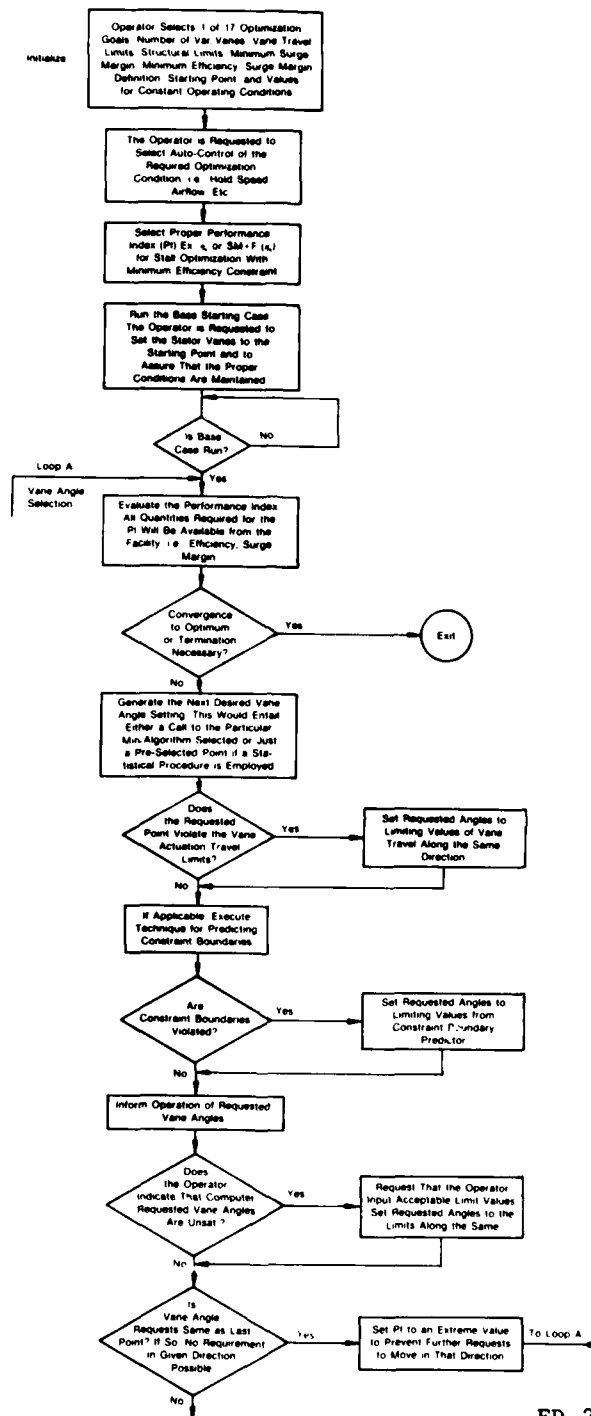 Initialize
Operator Selects 1 of 17 Optimization
Goals Number of Var Vanes Vane Travel
Limits Structural Limits Minimum Surge
Margin Minimum Efficiency Surge Margin
Definition Starting Point and Values
for Constant Operating Conditions
The Operator is Requested to
Select Auto-Control of the
Required Optimization
Condition i.e. Hold Speed
Airflow Etc
Select Proper Performance
Index (PI) Ex or SM+F
for Stall Optimization With
Minimum Efficiency Constraint
Run the Base Starting Case
The Operator is Requested to
Set the Stator Vanes to the
Starting Point and to
Assure That the Proper
Conditions Are Maintained
Is Base
Case Run?
No
Yes
Loop A
Vane Angle
Selection
Evaluate the Performance Index
All Quantities Required for the
PI Will Be Available from the
Facility i.e. Efficiency, Surge
Margin
Convergence
to Optimum
or Termination
Necessary?
Yes
Exit
No
Generate the Next Desired Vane
Angle Setting This Would Entail
Either a Call to the Particular
Min Algorithm Selected or Just
a Pre-Selected Point if a Sta-
tistical Procedure is Employed
Does
the Requested
Point Violate the Vane
Actuation Travel
Limits?
Yes
Set Requested Angles to
Limiting Values of Vane
Travel Along the Same
Direction
No
If Applicable Execute
Technique for Predicting
Constraint Boundaries
Are
Constraint Boundaries
Violated?
Yes
Set Requested Angles to
Limiting Values from
Constraint Boundary
Predictor
No
Inform Operation of Requested
Vane Angles
Does
the Operator
Indicate That Computer
Requested Vane Angles
Are Unsat?
Yes
Request That the Operator
Input Acceptable Limit Values
Set Requested Angles to the
Limits Along the Same
No
Is
Vane Angle
Requests Same as Last
Point? If So No Requirement
in Given Direction
Possible
Yes
Set PI to an Extreme Value
to Prevent Further Requests
to Move in That Direction
To Loop A
No